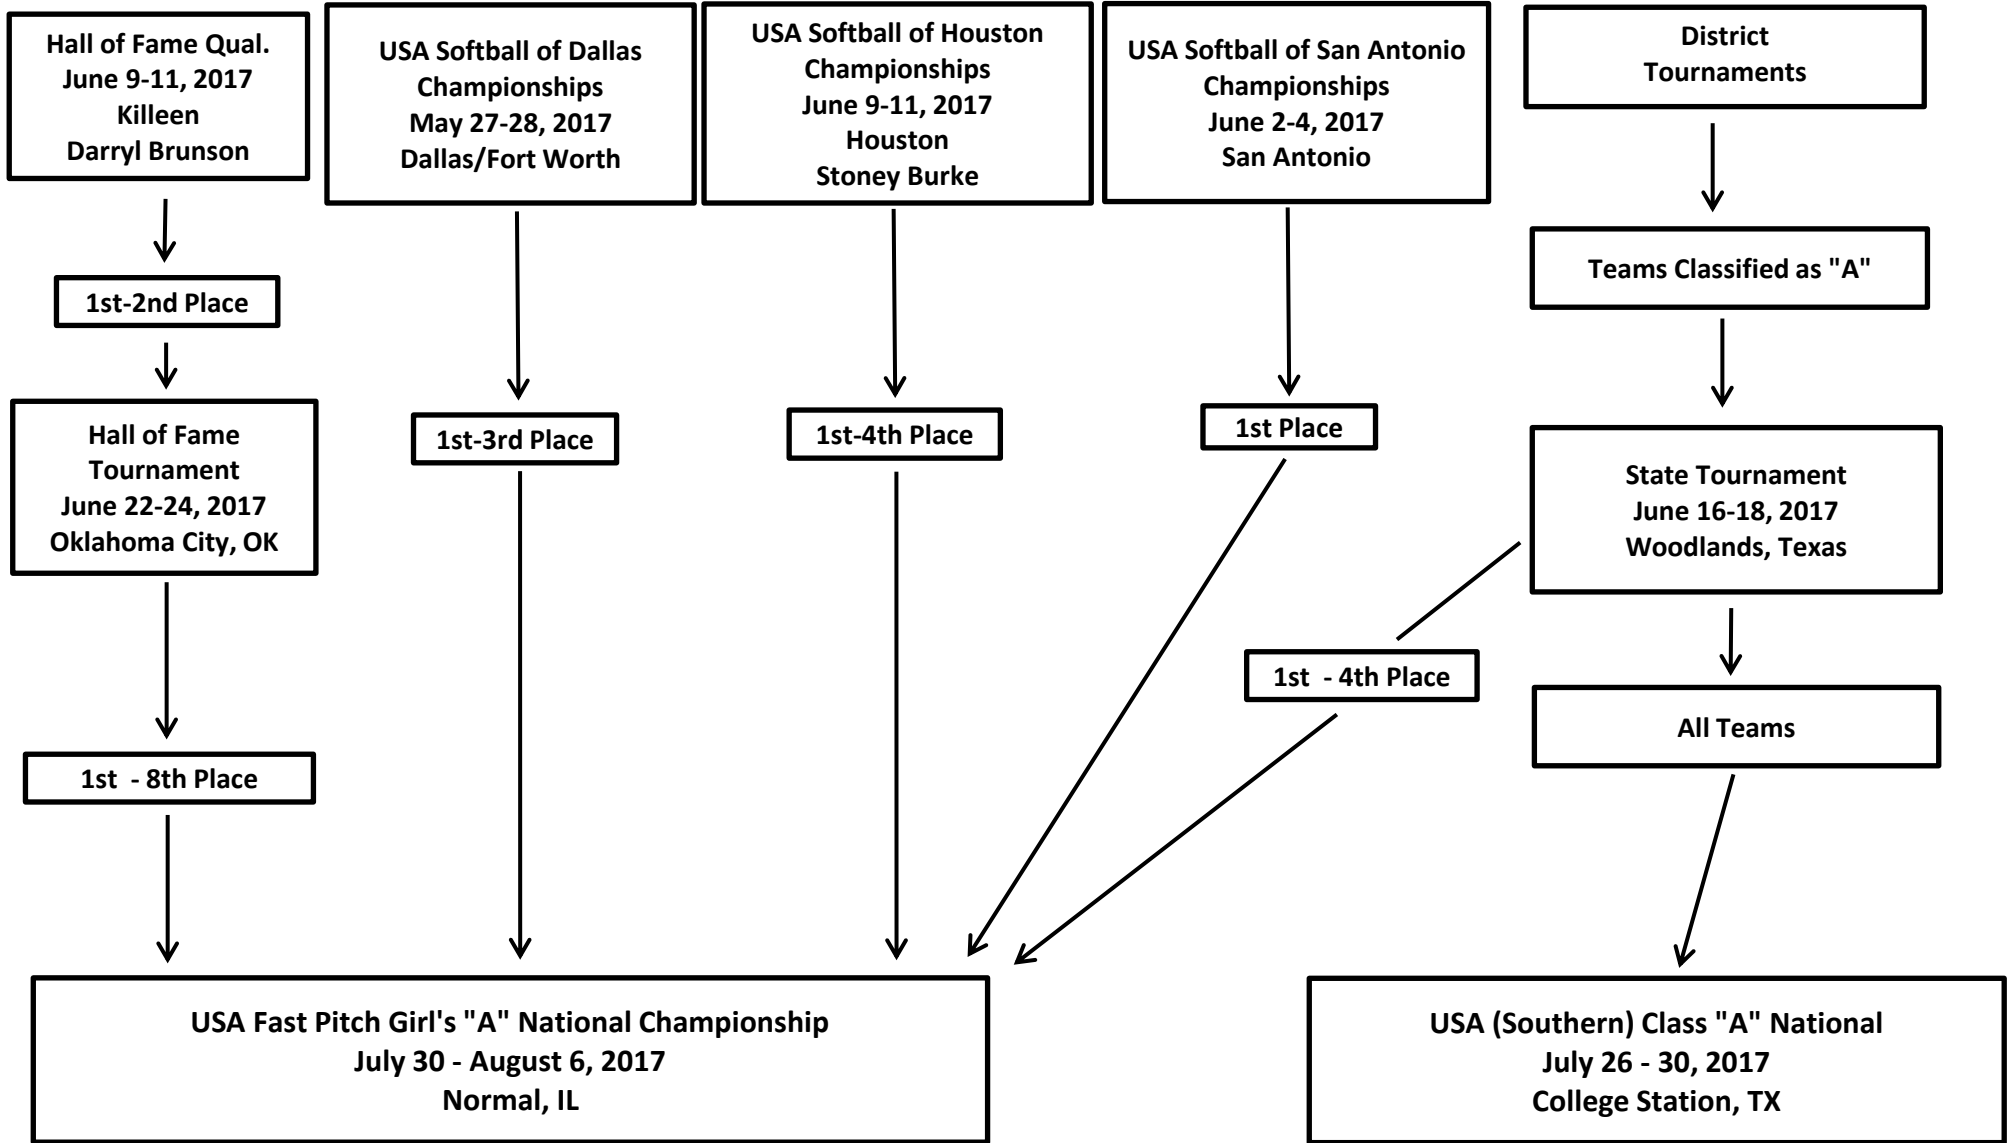 Hall of Fame Qual.
June 9-11, 2017
Killeen
Darryl Brunson
USA Softball of Dallas
Championships
May 27-28, 2017
Dallas/Fort Worth
USA Softball of Houston
Championships
June 9-11, 2017
Houston
Stoney Burke
USA Softball of San Antonio
Championships
June 2-4, 2017
San Antonio
District
Tournaments
Teams Classified as "A"
1st-2nd Place
Hall of Fame
Tournament
June 22-24, 2017
Oklahoma City, OK
1st-3rd Place
1st-4th Place
1st Place
State Tournament
June 16-18, 2017
Woodlands, Texas
1st - 4th Place
All Teams
1st - 8th Place
USA Fast Pitch Girl's "A" National Championship
July 30 - August 6, 2017
Normal, IL
USA (Southern) Class "A" National
July 26 - 30, 2017
College Station, TX